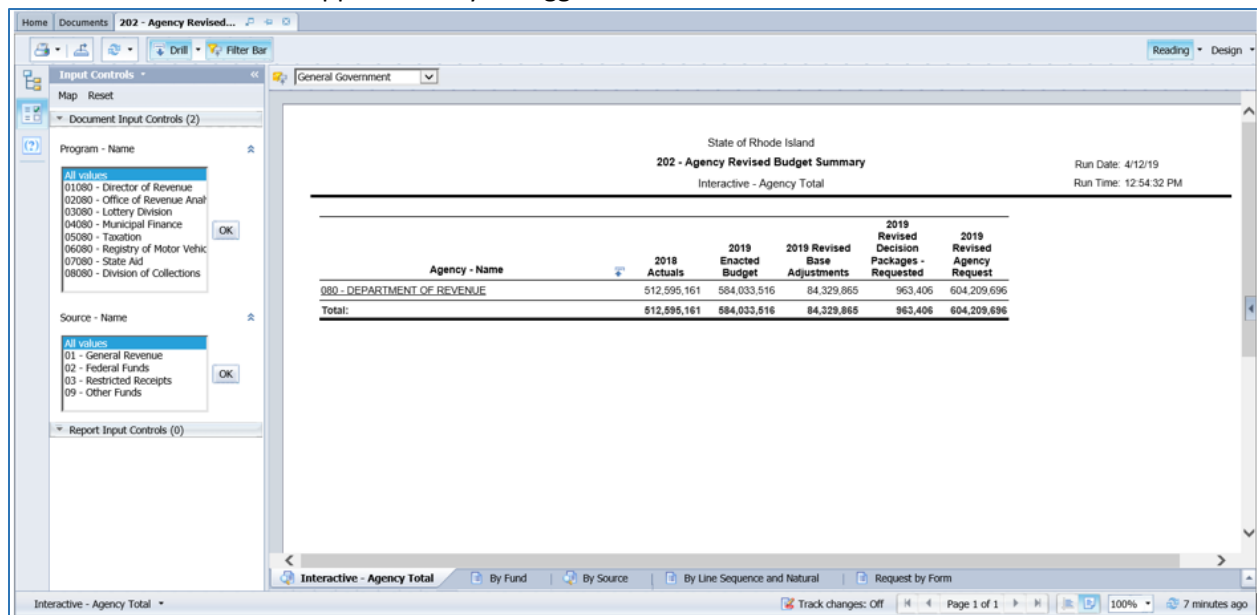 Home Documents 202 - Agency Revised...
Drill Filter Bar Reading Design
Input Controls
Map Reset
Document Input Controls (2)
Program - Name
All values
01080 - Director of Revenue
02080 - Office of Revenue Anal
03080 - Lottery Division
04080 - Municipal Finance
05080 - Taxation
06080 - Registry of Motor Vehic
07080 - State Aid
08080 - Division of Collections
OK
Source - Name
All values
01 - General Revenue
02 - Federal Funds
03 - Restricted Receipts
09 - Other Funds
OK
Report Input Controls (0)
General Government
State of Rhode Island
202 - Agency Revised Budget Summary
Interactive - Agency Total
Run Date: 4/12/19
Run Time: 12:54:32 PM
Agency - Name
2018 Actuals
2019 Enacted Budget
2019 Revised Base Adjustments
2019 Revised Decision Packages - Requested
2019 Revised Agency Request
080 - DEPARTMENT OF REVENUE 512,595,161 584,033,516 84,329,865 963,406 604,209,696
Total: 512,595,161 584,033,516 84,329,865 963,406 604,209,696
Interactive - Agency Total By Fund By Source By Line Sequence and Natural Request by Form
Interactive - Agency Total Track changes: Off Page 1 of 1 100% 7 minutes ago